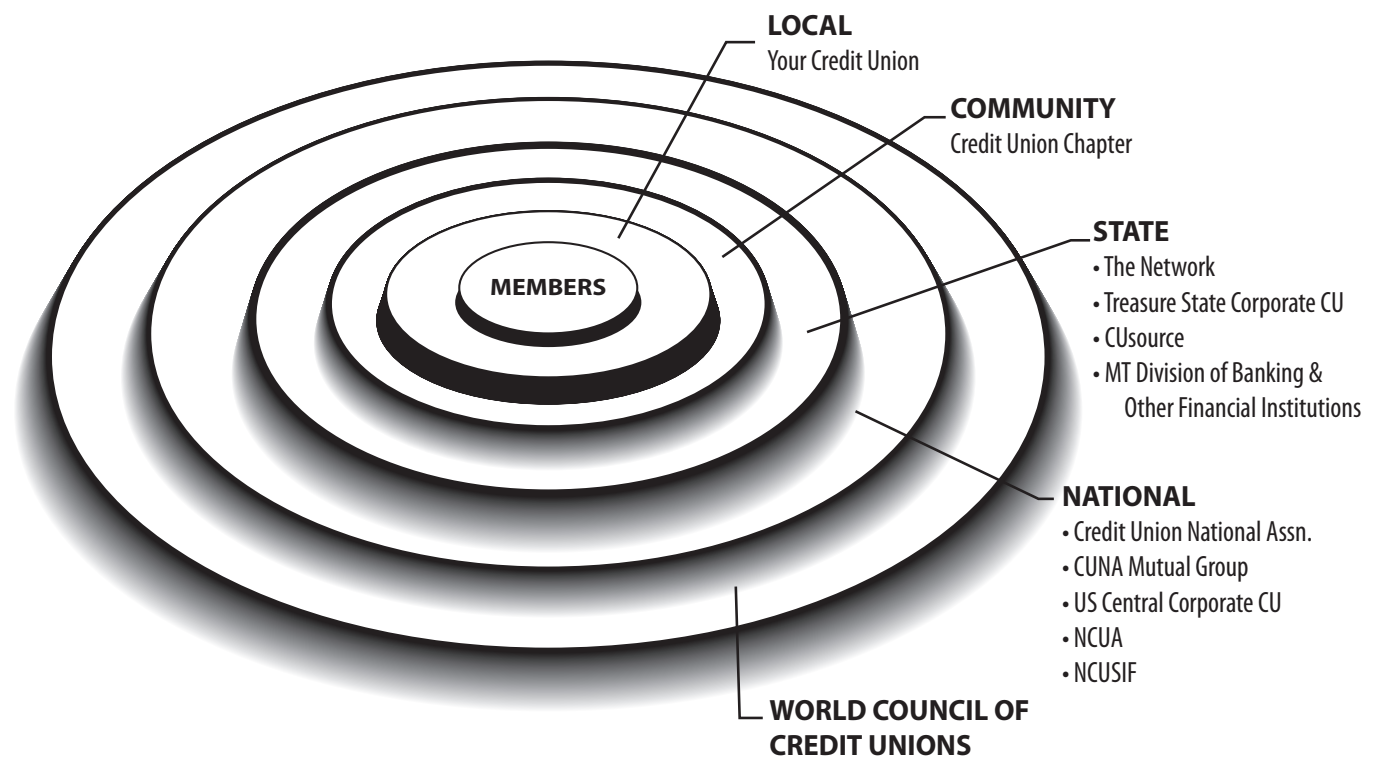 LOCAL
Your Credit Union
COMMUNITY
Credit Union Chapter
STATE
• The Network
• Treasure State Corporate CU
• CUsource
• MT Division of Banking &
Other Financial Institutions
MEMBERS
NATIONAL
• Credit Union National Assn.
• CUNA Mutual Group
• US Central Corporate CU
• NCUA
• NCUSIF
WORLD COUNCIL OF
CREDIT UNIONS